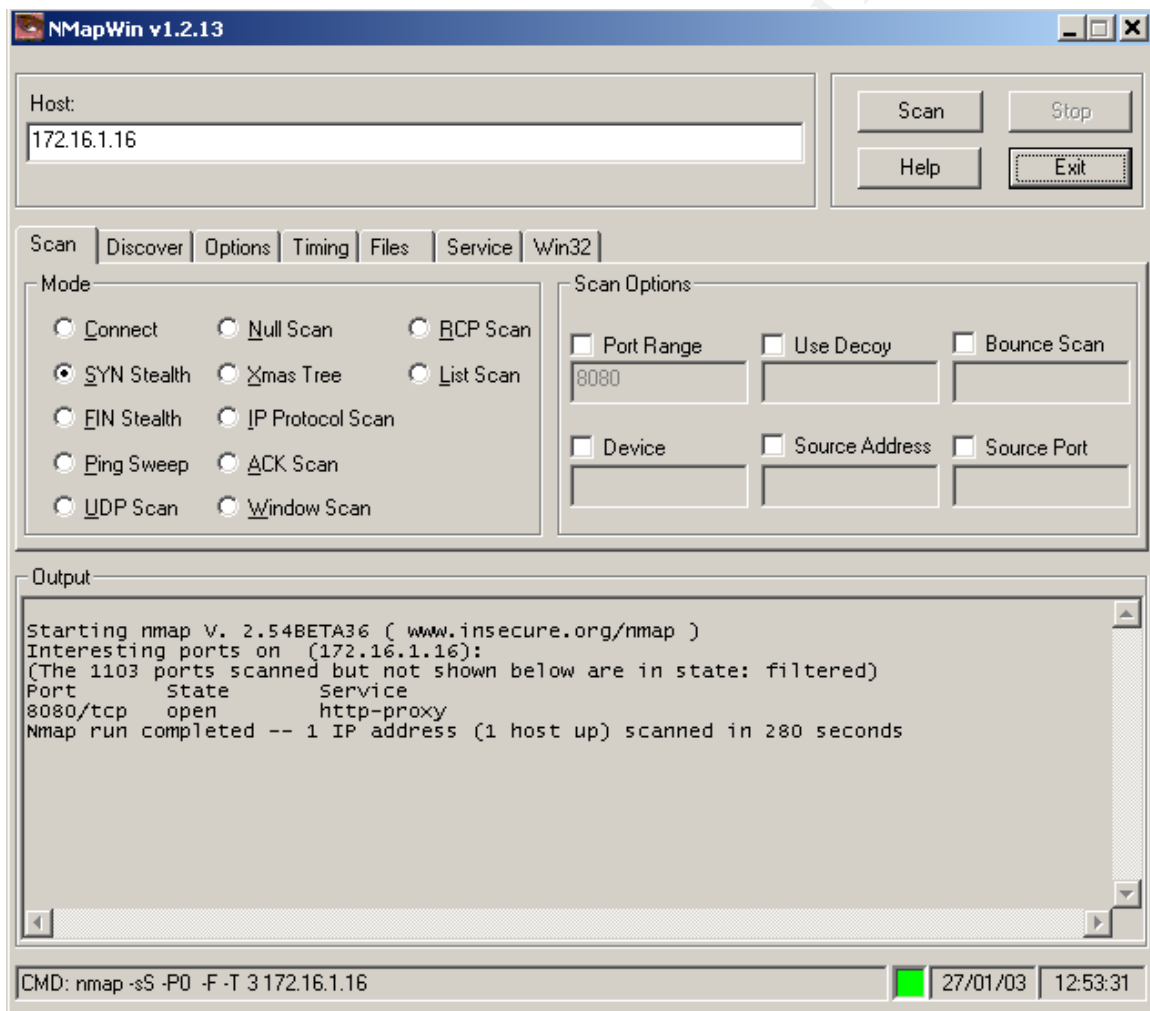 NMapWin v1.2.13
Host:
172.16.1.16
Scan Stop
Help Exit
Scan Discover Options Timing Files Service Win32
Mode
Connect Null Scan RCP Scan
SYN Stealth Xmas Tree List Scan
FIN Stealth IP Protocol Scan
Ping Sweep ACK Scan
UDP Scan Window Scan
Scan Options
Port Range Use Decoy Bounce Scan
8080
Device Source Address Source Port
Output
Starting nmap V. 2.54BETA36 ( www.insecure.org/nmap )
Interesting ports on  (172.16.1.16):
(The 1103 ports scanned but not shown below are in state: filtered)
Port       State       Service
8080/tcp   open        http-proxy
Nmap run completed -- 1 IP address (1 host up) scanned in 280 seconds
CMD: nmap -sS -P0 -F -T 3 172.16.1.16
27/01/03 12:53:31